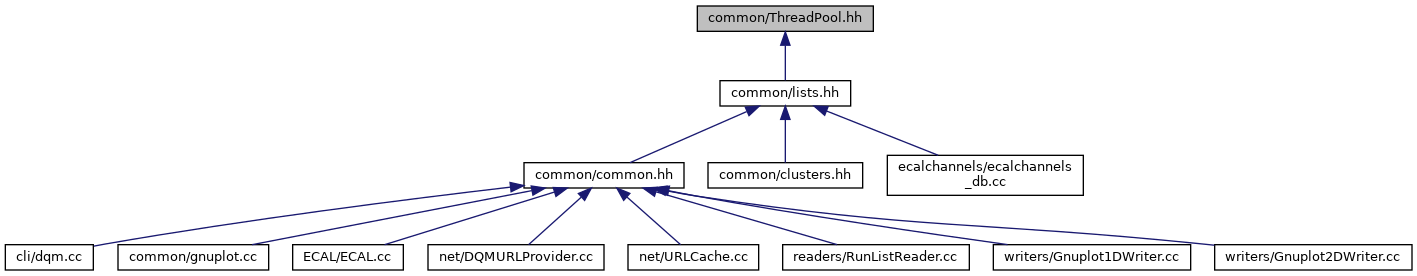 common/ThreadPool.hh
common/lists.hh
common/common.hh
common/clusters.hh
ecalchannels/ecalchannels
_db.cc
cli/dqm.cc
common/gnuplot.cc
ECAL/ECAL.cc
net/DQMURLProvider.cc
net/URLCache.cc
readers/RunListReader.cc
writers/Gnuplot1DWriter.cc
writers/Gnuplot2DWriter.cc